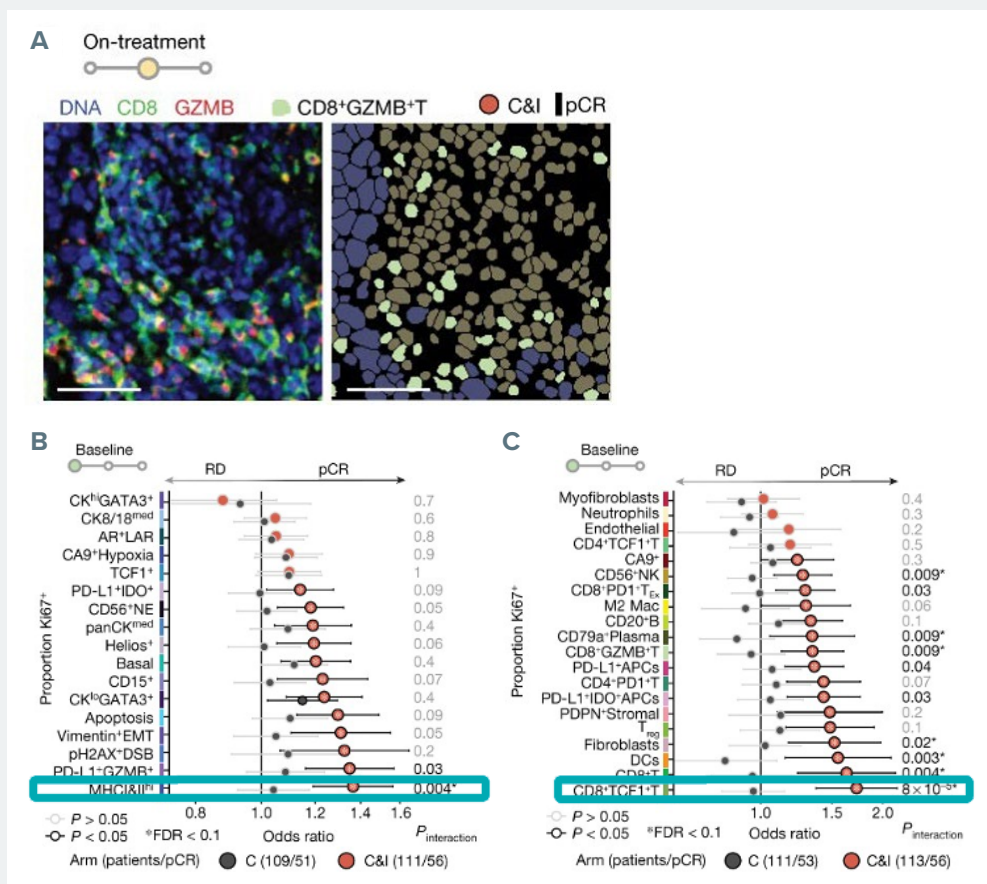 A
On-treatment
DNA CD8 GZMB CD8⁺GZMB⁺T C&I pCR
B
Baseline
RD pCR
Proportion Ki67⁺
CKʰⁱGATA3⁺ 0.7
CK8/18ᵐᵉᵈ 0.6
AR⁺LAR 0.8
CA9⁺Hypoxia 0.9
TCF1⁺ 1
PD-L1⁺IDO⁺ 0.09
CD56⁺NE 0.05
panCKᵐᵉᵈ 0.4
Helios⁺ 0.06
Basal 0.4
CD15⁺ 0.07
CKˡᵒGATA3⁺ 0.4
Apoptosis 0.09
Vimentin⁺EMT 0.05
pH2AX⁺DSB 0.2
PD-L1⁺GZMB⁺ 0.03
MHCI&IIʰⁱ 0.004*
0.8 1.0 1.2 1.4 1.6
P > 0.05
P < 0.05 *FDR < 0.1
Odds ratio
P interaction
Arm (patients/pCR) C (109/51) C&I (111/56)
C
Baseline
RD pCR
Proportion Ki67⁺
Myofibroblasts 0.4
Neutrophils 0.3
Endothelial 0.2
CD4⁺TCF1⁺T 0.5
CA9⁺ 0.3
CD56⁺NK 0.009*
CD8⁺PD1⁺T Ex 0.03
M2 Mac 0.06
CD20⁺B 0.1
CD79a⁺Plasma 0.009*
CD8⁺GZMB⁺T 0.009*
PD-L1⁺APCs 0.04
CD4⁺PD1⁺T 0.07
PD-L1⁺IDO⁺APCs 0.03
PDPN⁺Stromal 0.2
T reg 0.1
Fibroblasts 0.02*
DCs 0.003*
CD8⁺T 0.004*
CD8⁺TCF1⁺T 8×10⁻⁵*
1.0 1.5 2.0
P > 0.05
P < 0.05 *FDR < 0.1
Odds ratio
P interaction
Arm (patients/pCR) C (111/53) C&I (113/56)